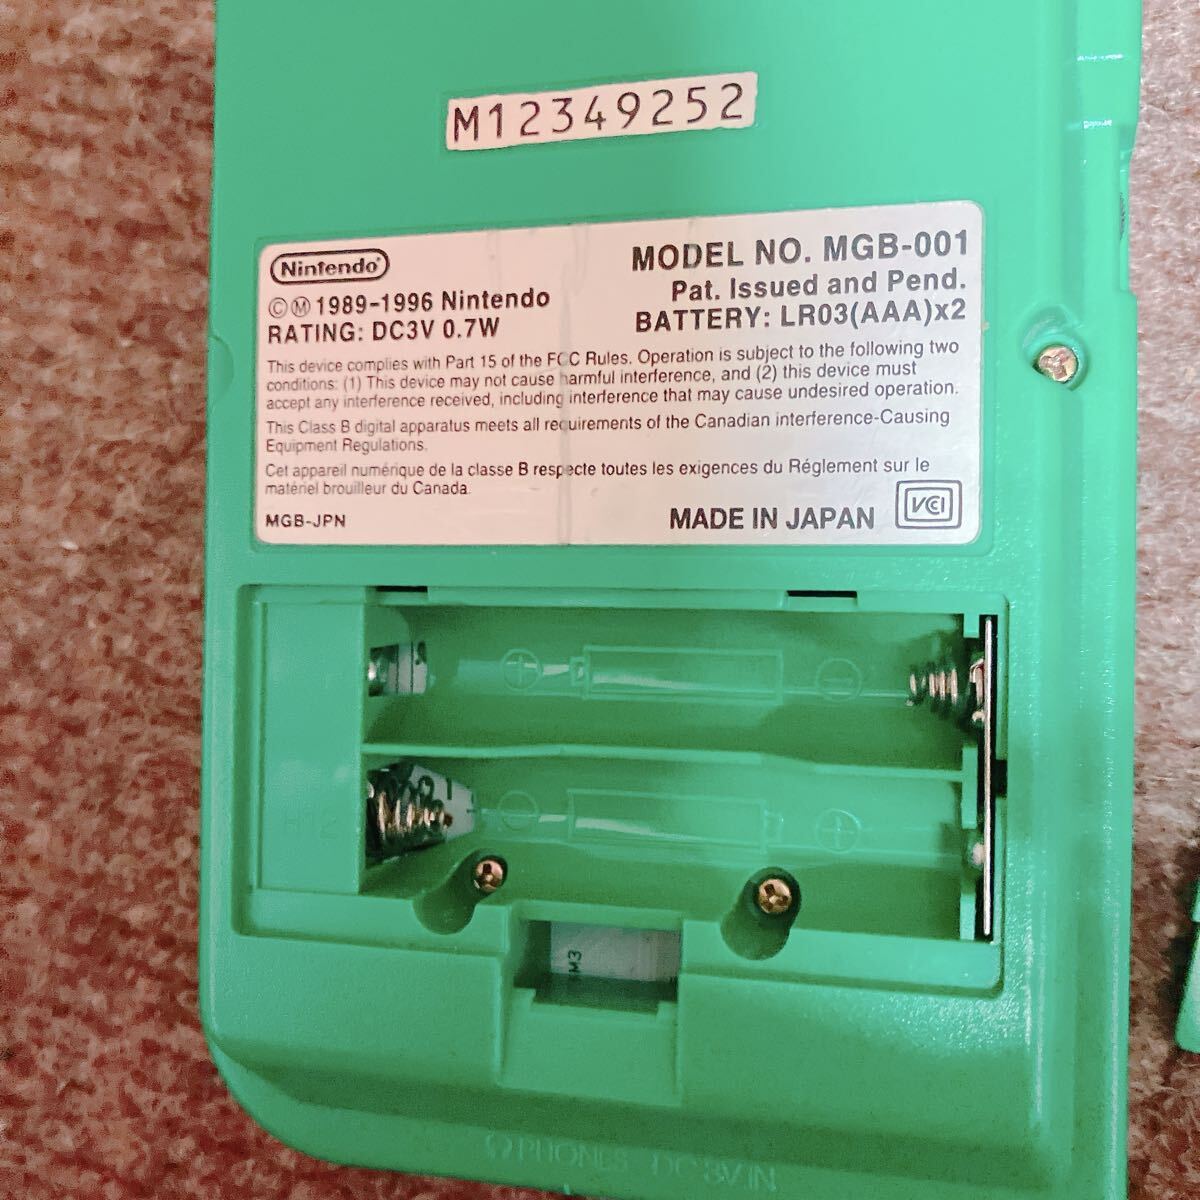 M12349252
Nintendo
MODEL NO. MGB-001
©Ⓜ 1989-1996 Nintendo
Pat. Issued and Pend.
RATING: DC3V 0.7W
BATTERY: LR03(AAA)x2
This device complies with Part 15 of the FCC Rules. Operation is subject to the following two
conditions: (1) This device may not cause harmful interference, and (2) this device must
accept any interference received, including interference that may cause undesired operation.
This Class B digital apparatus meets all requirements of the Canadian interference-Causing
Equipment Regulations.
Cet appareil numérique de la classe B respecte toutes les exigences du Réglement sur le
matériel brouilleur du Canada.
MGB-JPN
MADE IN JAPAN
VCI
+ -
- +
H12
M3
PHONES DC3V IN